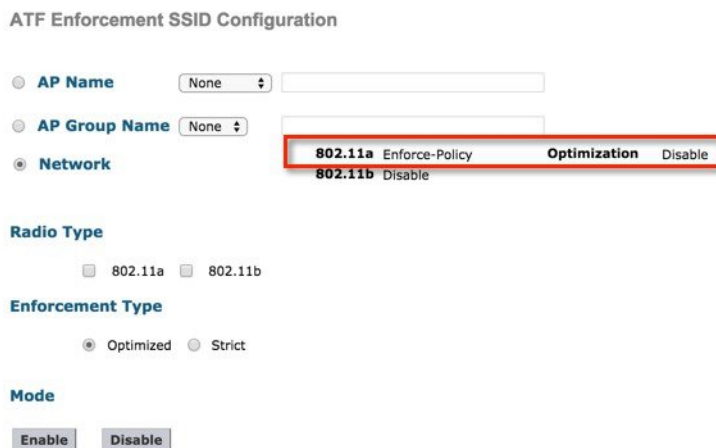 ATF Enforcement SSID Configuration
AP Name None
AP Group Name None
802.11a Enforce-Policy Optimization Disable
Network
802.11b Disable
Radio Type
802.11a 802.11b
Enforcement Type
Optimized Strict
Mode
Enable Disable